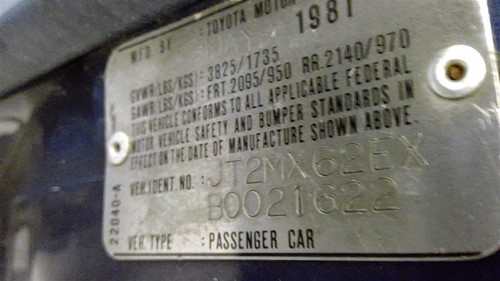 MFD BY : TOYOTA MOTOR
1981
GVWR(LBS/KGS): 3825/1735
GAWR(LBS/KGS): FRT.2095/950 RR.2140/970
THIS VEHICLE CONFORMS TO ALL APPLICABLE FEDERAL
MOTOR VEHICLE SAFETY AND BUMPER STANDARDS IN
EFFECT ON THE DATE OF MANUFACTURE SHOWN ABOVE.
VEH.IDENT NO. : JT2MX62EX
B0021622
VEH.TYPE : PASSENGER CAR
22040-A